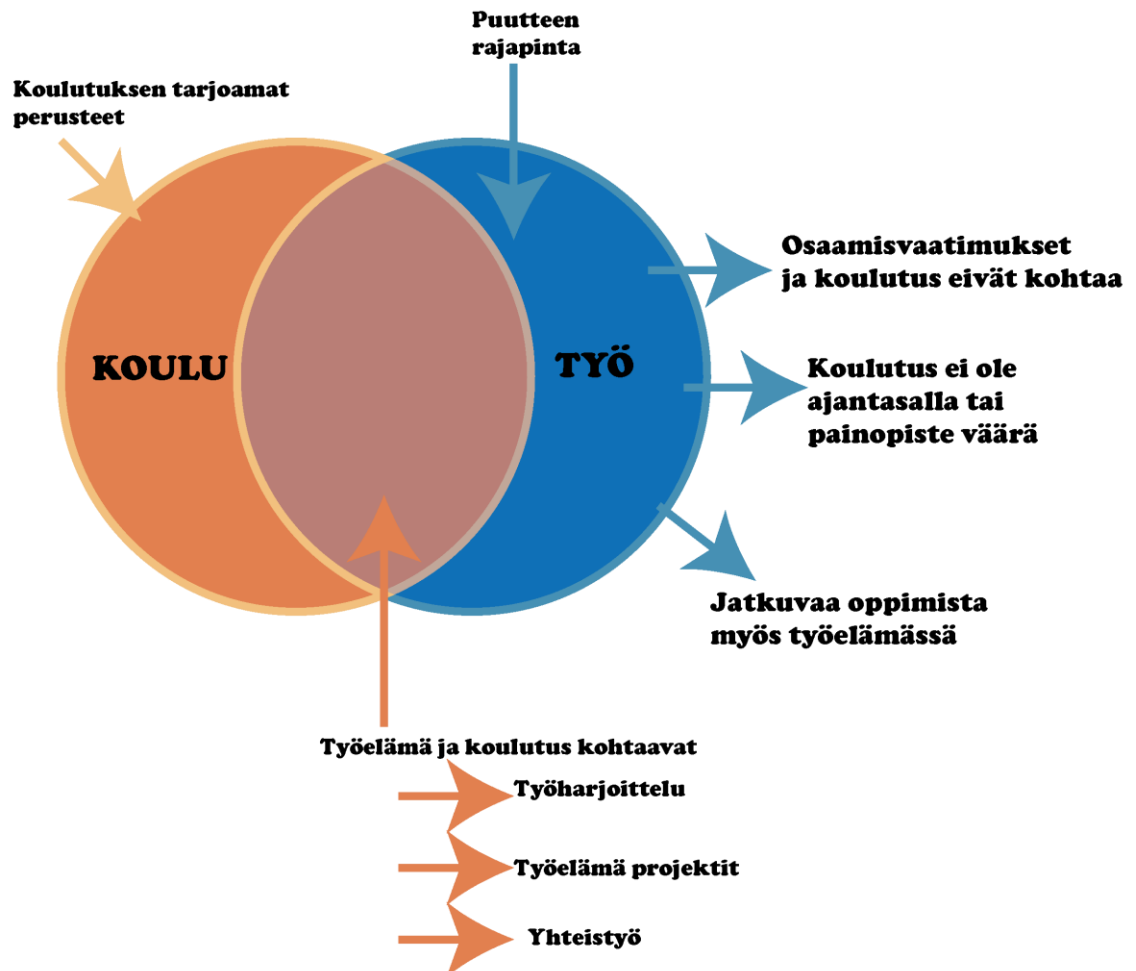 Puutteen
rajapinta
Koulutuksen tarjoamat
perusteet
Osaamisvaatimukset
ja koulutus eivät kohtaa
KOULU
TYÖ
Koulutus ei ole
ajantasalla tai
painopiste väärä
Jatkuvaa oppimista
myös työelämässä
Työelämä ja koulutus kohtaavat
Työharjoittelu
Työelämä projektit
Yhteistyö